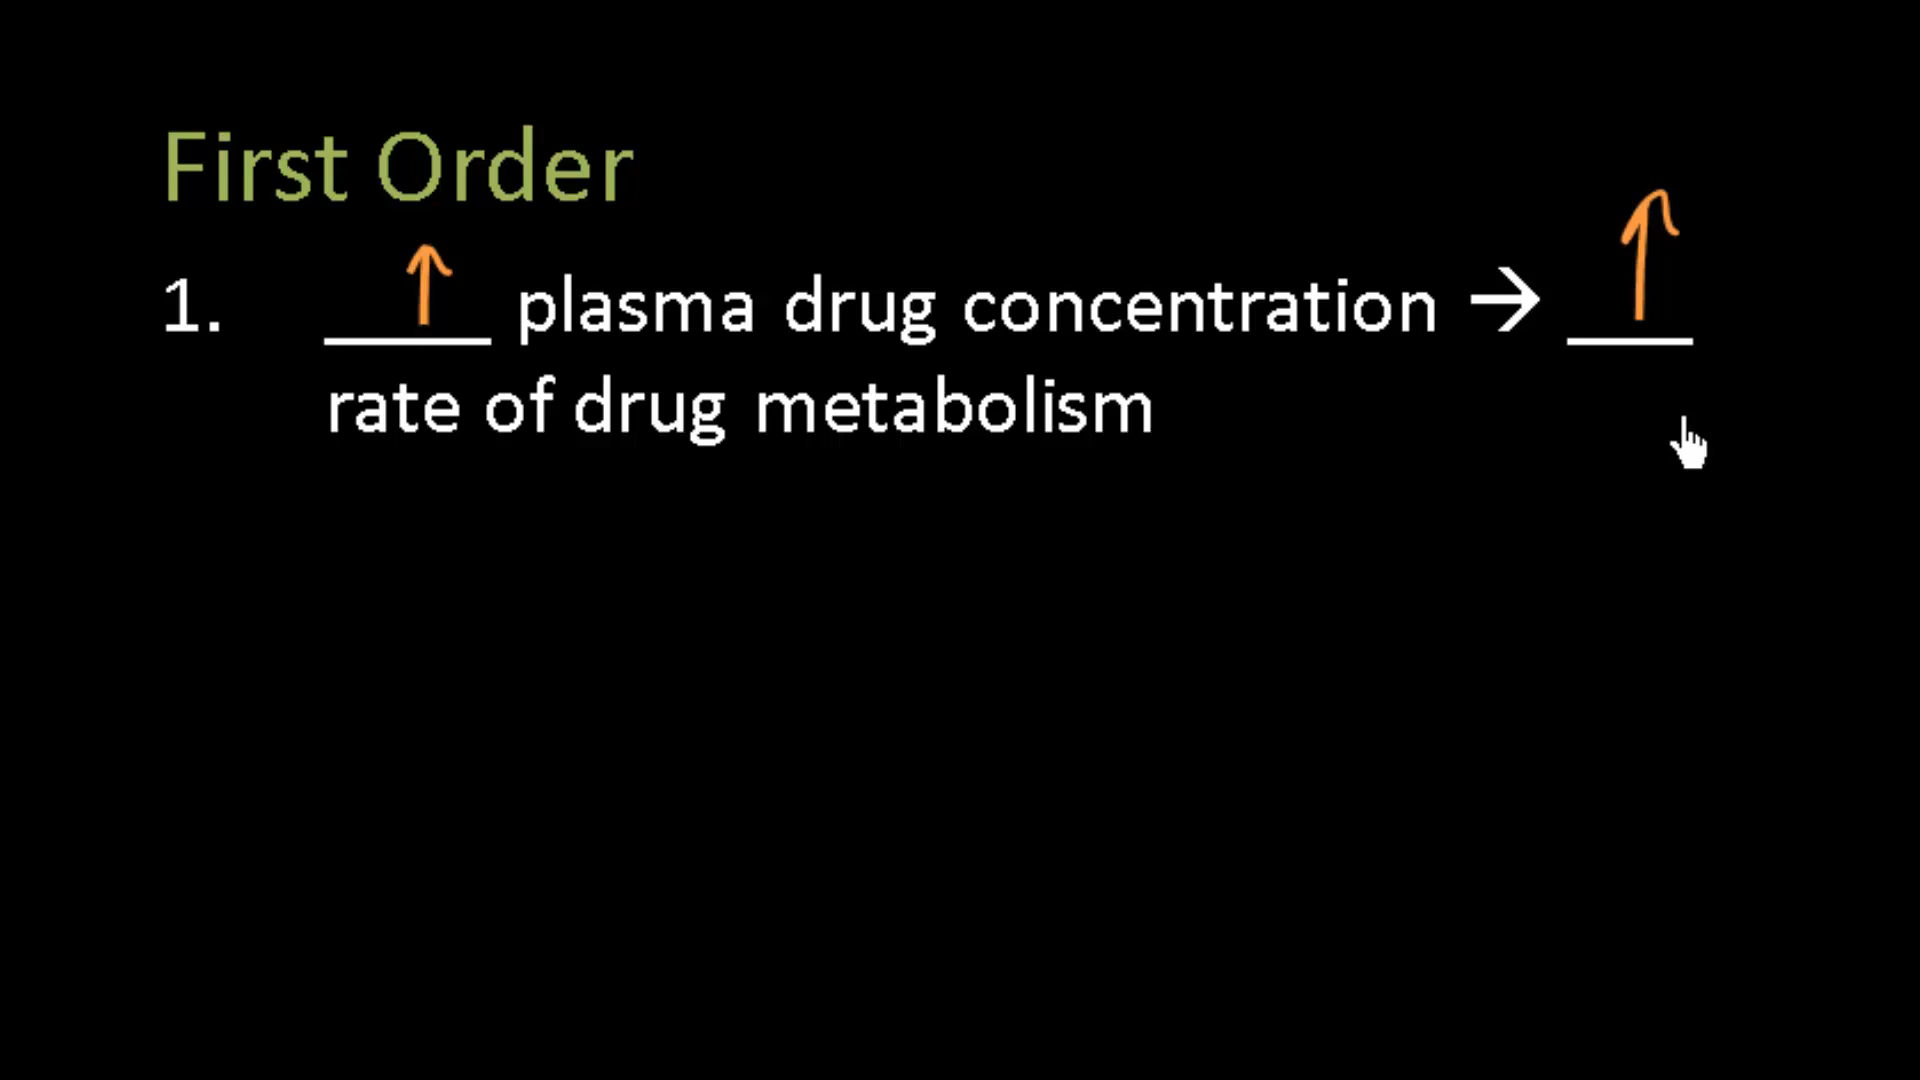 First Order
1. ↑ plasma drug concentration → ↑
rate of drug metabolism